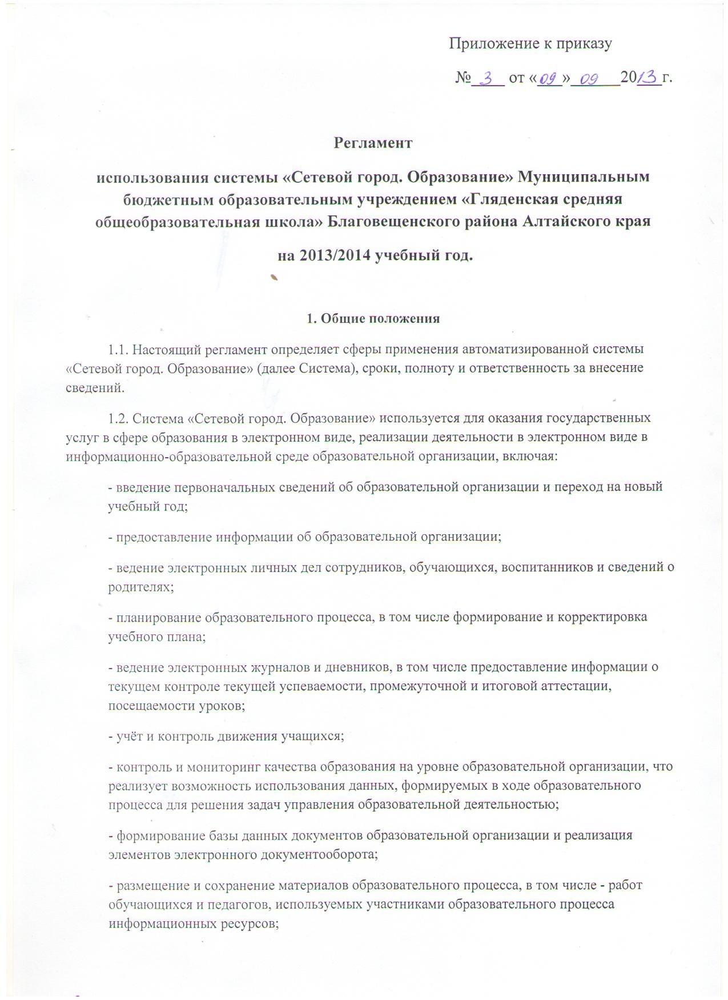 Приложение к приказу
№ 3 от «09» 09 2013 г.
Регламент
использования системы «Сетевой город. Образование» Муниципальным
бюджетным образовательным учреждением «Гляденская средняя
общеобразовательная школа» Благовещенского района Алтайского края
на 2013/2014 учебный год.
1. Общие положения
1.1. Настоящий регламент определяет сферы применения автоматизированной системы
«Сетевой город. Образование» (далее Система), сроки, полноту и ответственность за внесение
сведений.
1.2. Система «Сетевой город. Образование» используется для оказания государственных
услуг в сфере образования в электронном виде, реализации деятельности в электронном виде в
информационно-образовательной среде образовательной организации, включая:
- введение первоначальных сведений об образовательной организации и переход на новый
учебный год;
- предоставление информации об образовательной организации;
- ведение электронных личных дел сотрудников, обучающихся, воспитанников и сведений о
родителях;
- планирование образовательного процесса, в том числе формирование и корректировка
учебного плана;
- ведение электронных журналов и дневников, в том числе предоставление информации о
текущем контроле текущей успеваемости, промежуточной и итоговой аттестации,
посещаемости уроков;
- учёт и контроль движения учащихся;
- контроль и мониторинг качества образования на уровне образовательной организации, что
реализует возможность использования данных, формируемых в ходе образовательного
процесса для решения задач управления образовательной деятельностью;
- формирование базы данных документов образовательной организации и реализация
элементов электронного документооборота;
- размещение и сохранение материалов образовательного процесса, в том числе - работ
обучающихся и педагогов, используемых участниками образовательного процесса
информационных ресурсов;